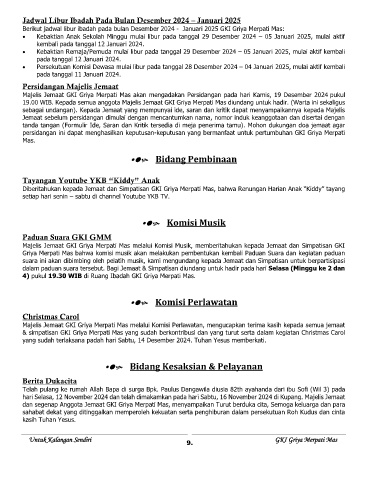 Jadwal Libur Ibadah Pada Bulan Desember 2024 – Januari 2025
Berikut jadwal libur ibadah pada bulan Desember 2024 - Januari 2025 GKI Griya Merpati Mas:
• Kebaktian Anak Sekolah Minggu mulai libur pada tanggal 29 Desember 2024 – 05 Januari 2025, mulai aktif
kembali pada tanggal 12 Januari 2024.
• Kebaktian Remaja/Pemuda mulai libur pada tanggal 29 Desember 2024 – 05 Januari 2025, mulai aktif kembali
pada tanggal 12 Januari 2024.
• Persekutuan Komisi Dewasa mulai libur pada tanggal 28 Desember 2024 – 04 Januari 2025, mulai aktif kembali
pada tanggal 11 Januari 2024.
Persidangan Majelis Jemaat
Majelis Jemaat GKI Griya Merpati Mas akan mengadakan Persidangan pada hari Kamis, 19 Desember 2024 pukul
19.00 WIB. Kepada semua anggota Majelis Jemaat GKI Griya Merpati Mas diundang untuk hadir. (Warta ini sekaligus
sebagai undangan). Kepada Jemaat yang mempunyai ide, saran dan kritik dapat menyampaikannya kepada Majelis
Jemaat sebelum persidangan dimulai dengan mencantumkan nama, nomor induk keanggotaan dan disertai dengan
tanda tangan (Formulir Ide, Saran dan Kritik tersedia di meja penerima tamu). Mohon dukungan doa jemaat agar
persidangan ini dapat menghasilkan keputusan-keputusan yang bermanfaat untuk pertumbuhan GKI Griya Merpati
Mas.
Bidang Pembinaan
Tayangan Youtube YKB "Kiddy" Anak
Diberitahukan kepada Jemaat dan Simpatisan GKI Griya Merpati Mas, bahwa Renungan Harian Anak "Kiddy" tayang
setiap hari senin – sabtu di channel Youtube YKB TV.
Komisi Musik
Paduan Suara GKI GMM
Majelis Jemaat GKI Griya Merpati Mas melalui Komisi Musik, memberitahukan kepada Jemaat dan Simpatisan GKI
Griya Merpati Mas bahwa komisi musik akan melakukan pembentukan kembali Paduan Suara dan kegiatan paduan
suara ini akan dibimbing oleh pelatih musik, kami mengundang kepada Jemaat dan Simpatisan untuk berpartisipasi
dalam paduan suara tersebut. Bagi Jemaat & Simpatisan diundang untuk hadir pada hari Selasa (Minggu ke 2 dan
4) pukul 19.30 WIB di Ruang Ibadah GKI Griya Merpati Mas.
Komisi Perlawatan
Christmas Carol
Majelis Jemaat GKI Griya Merpati Mas melalui Komisi Perlawatan, mengucapkan terima kasih kepada semua jemaat
& simpatisan GKI Griya Merpati Mas yang sudah berkontribusi dan yang turut serta dalam kegiatan Christmas Carol
yang sudah terlaksana padah hari Sabtu, 14 Desember 2024. Tuhan Yesus memberkati.
Bidang Kesaksian & Pelayanan
Berita Dukacita
Telah pulang ke rumah Allah Bapa di surga Bpk. Paulus Dangawila diusia 82th ayahanda dari ibu Sofi (Wil 3) pada
hari Selasa, 12 November 2024 dan telah dimakamkan pada hari Sabtu, 16 November 2024 di Kupang. Majelis Jemaat
dan segenap Anggota Jemaat GKI Griya Merpati Mas, menyampaikan Turut berduka cita, Semoga keluarga dan para
sahabat dekat yang ditinggalkan memperoleh kekuatan serta penghiburan dalam persekutuan Roh Kudus dan cinta
kasih Tuhan Yesus.
Untuk Kalangan Sendiri
GKI Griya Merpati Mas
9.